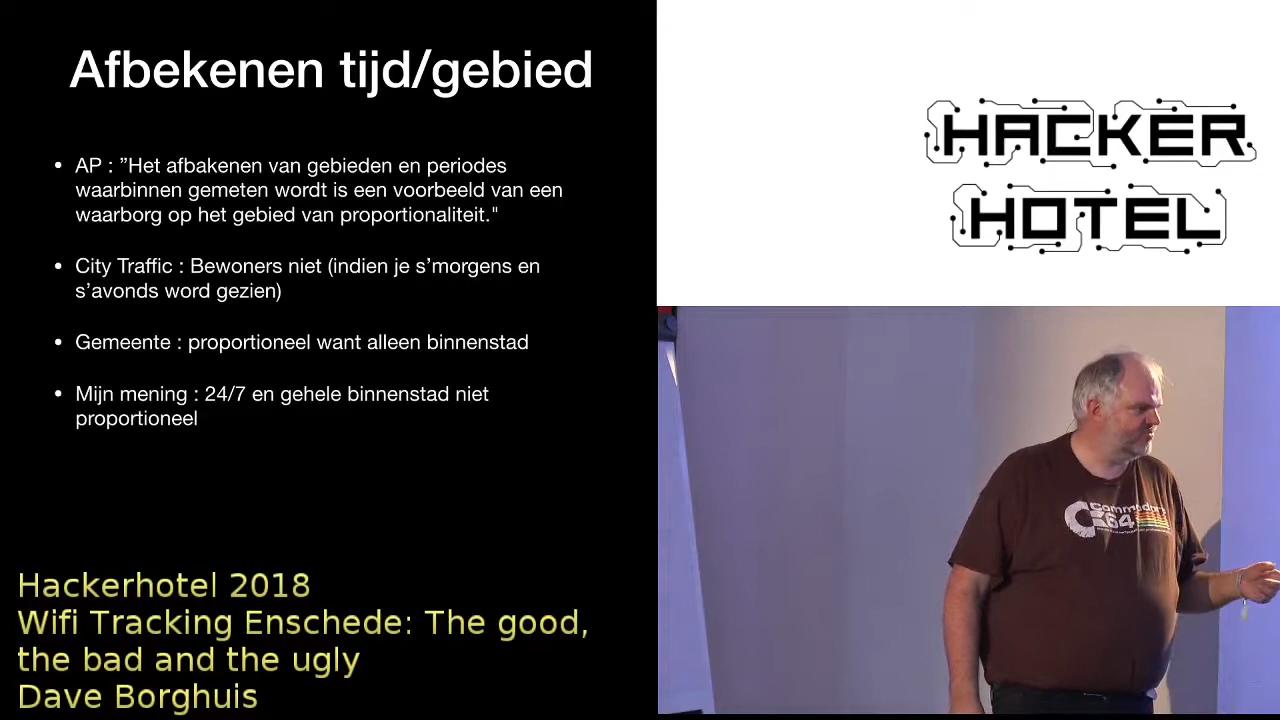 Afbekenen tijd/gebied
• AP : ”Het afbakenen van gebieden en periodes
waarbinnen gemeten wordt is een voorbeeld van een
waarborg op het gebied van proportionaliteit."
• City Traffic : Bewoners niet (indien je s’morgens en
s’avonds word gezien)
• Gemeente : proportioneel want alleen binnenstad
• Mijn mening : 24/7 en gehele binnenstad niet
proportioneel
Hackerhotel 2018
Wifi Tracking Enschede: The good,
the bad and the ugly
Dave Borghuis
HACKER
HOTEL
Commodore
64